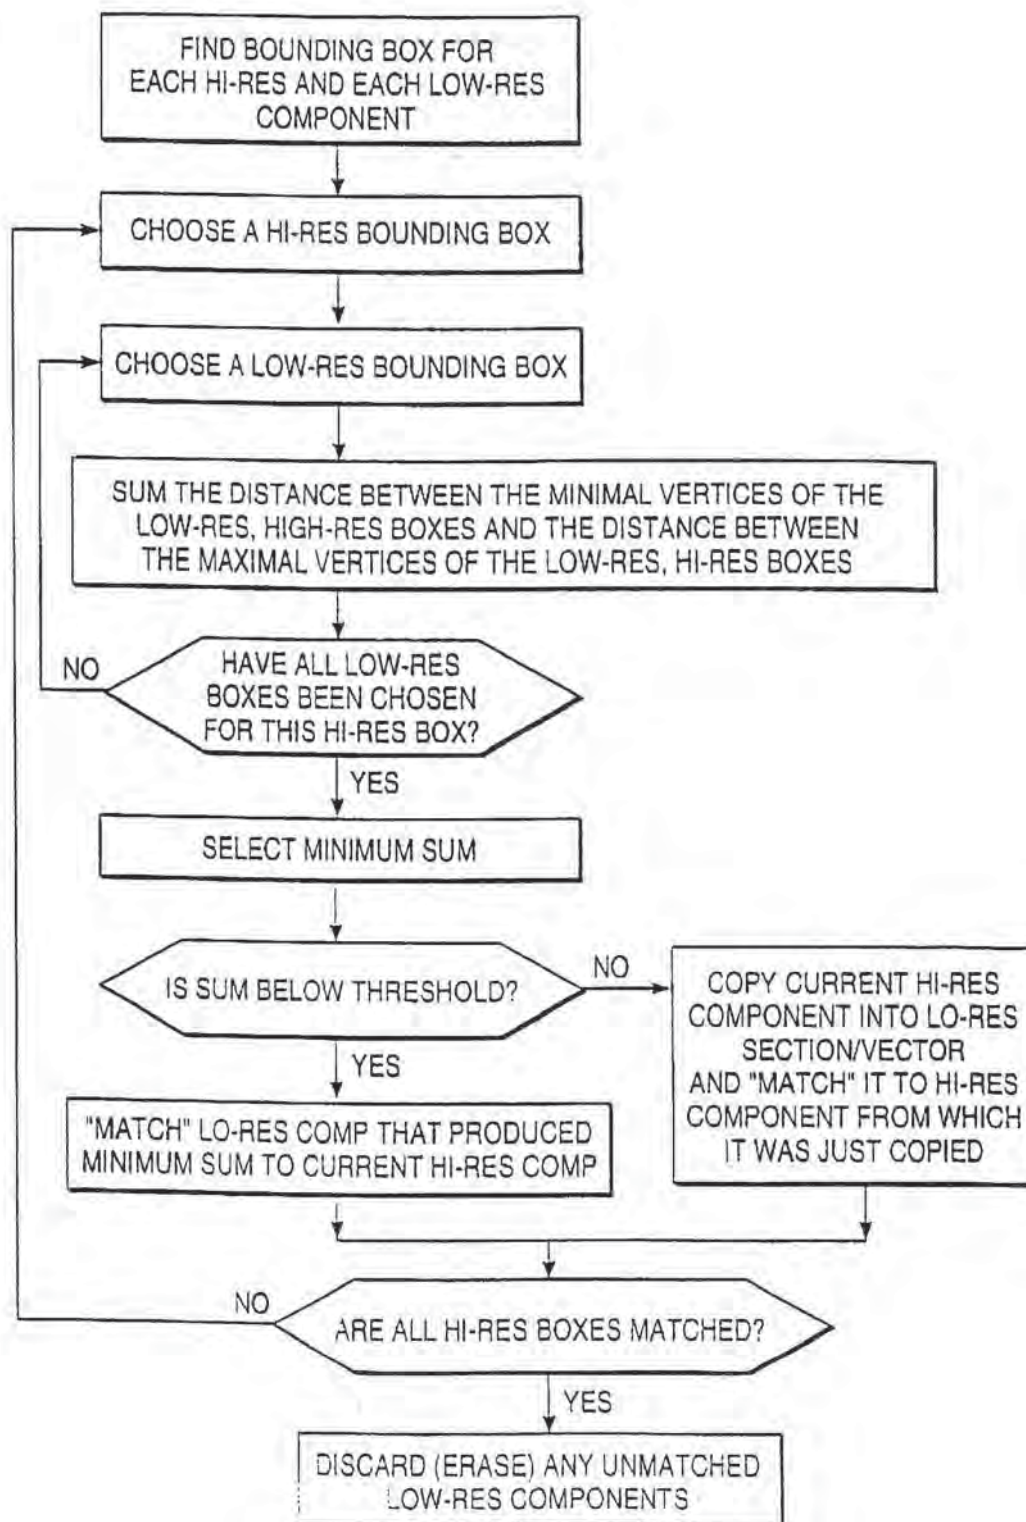 FIND BOUNDING BOX FOR
EACH HI-RES AND EACH LOW-RES
COMPONENT
CHOOSE A HI-RES BOUNDING BOX
CHOOSE A LOW-RES BOUNDING BOX
SUM THE DISTANCE BETWEEN THE MINIMAL VERTICES OF THE
LOW-RES, HIGH-RES BOXES AND THE DISTANCE BETWEEN
THE MAXIMAL VERTICES OF THE LOW-RES, HI-RES BOXES
NO
HAVE ALL LOW-RES
BOXES BEEN CHOSEN
FOR THIS HI-RES BOX?
YES
SELECT MINIMUM SUM
IS SUM BELOW THRESHOLD?
NO
YES
COPY CURRENT HI-RES
COMPONENT INTO LO-RES
SECTION/VECTOR
AND "MATCH" IT TO HI-RES
COMPONENT FROM WHICH
IT WAS JUST COPIED
"MATCH" LO-RES COMP THAT PRODUCED
MINIMUM SUM TO CURRENT HI-RES COMP
NO
ARE ALL HI-RES BOXES MATCHED?
YES
DISCARD (ERASE) ANY UNMATCHED
LOW-RES COMPONENTS